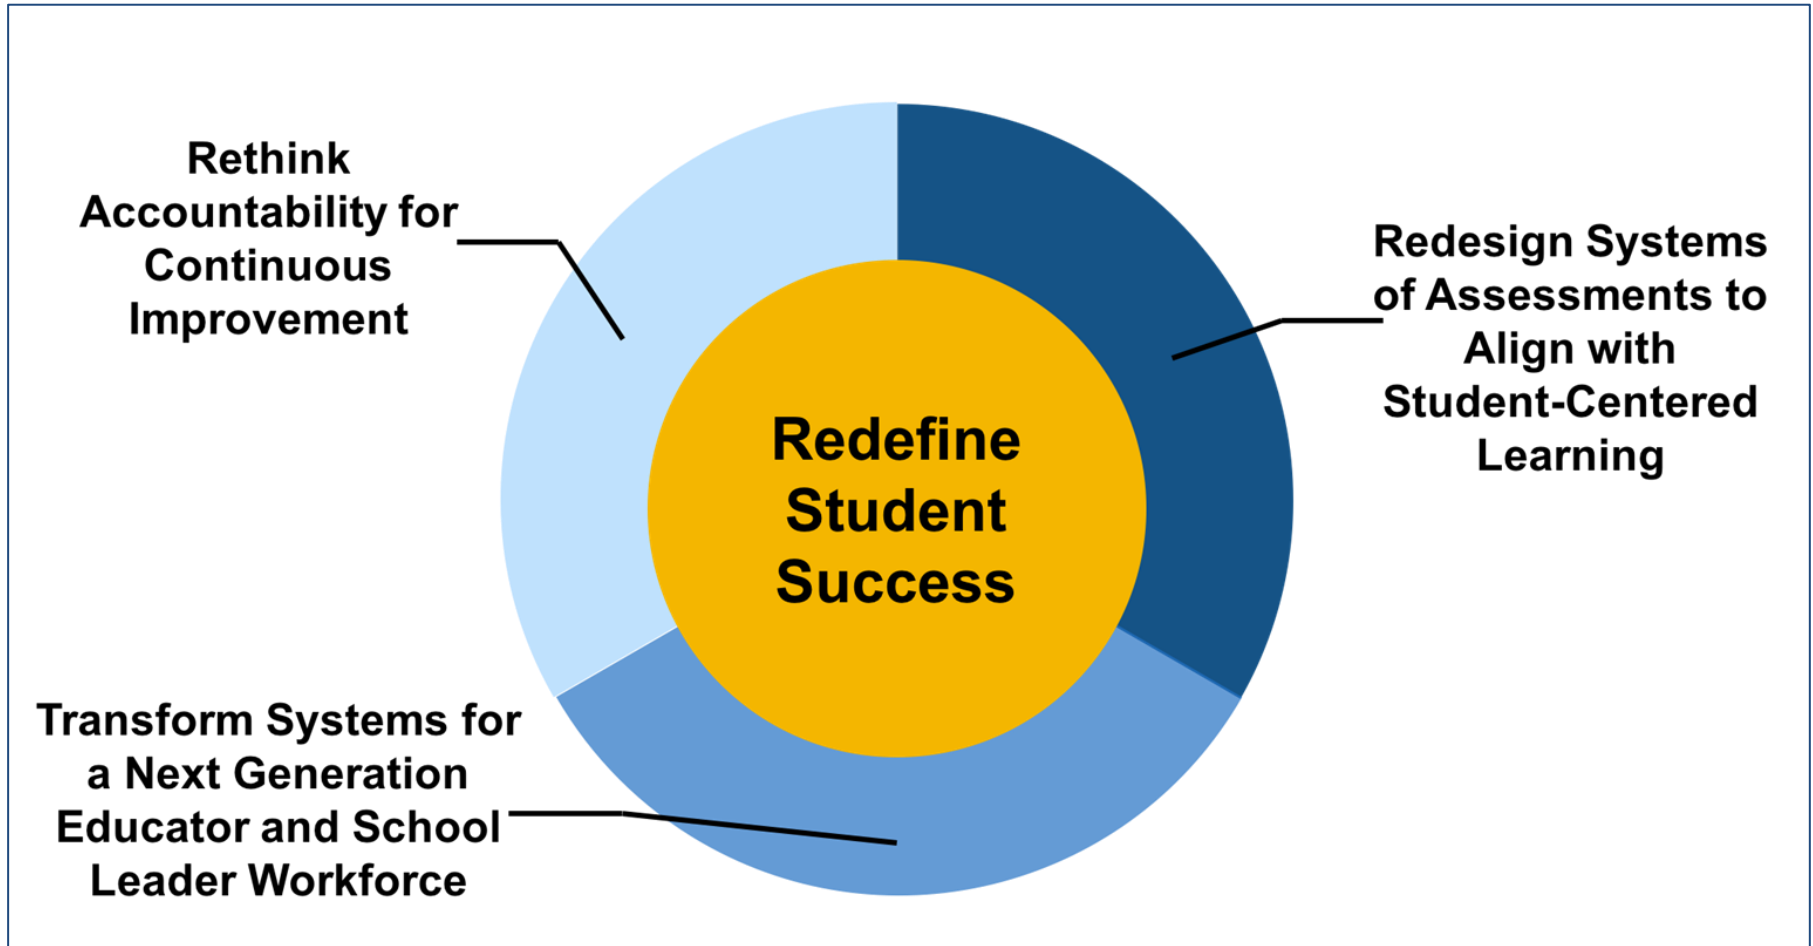 Rethink
Accountability for
Continuous
Improvement
Redesign Systems
of Assessments to
Align with
Student-Centered
Learning
Redefine
Student
Success
Transform Systems for
a Next Generation
Educator and School
Leader Workforce